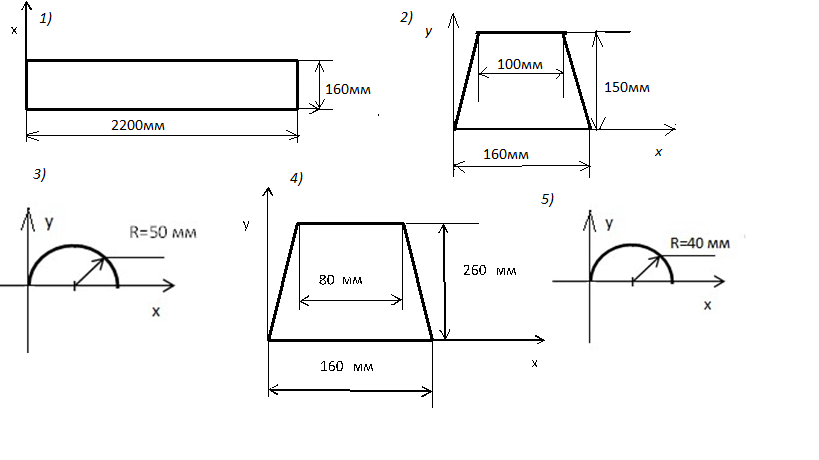 1)
x
160мм
2200мм
2)
y
100мм
150мм
160мм
x
3)
y
R=50 мм
x
4)
y
80 мм
260 мм
160 мм
x
5)
y
R=40 мм
x